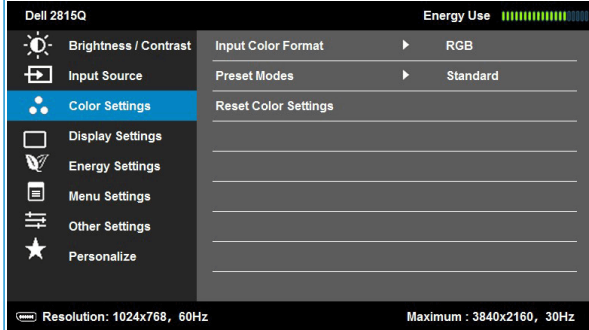 Dell 2815Q Energy Use
Brightness / Contrast Input Color Format RGB
Input Source Preset Modes Standard
Color Settings Reset Color Settings
Display Settings
Energy Settings
Menu Settings
Other Settings
Personalize
Resolution: 1024x768, 60Hz Maximum : 3840x2160, 30Hz